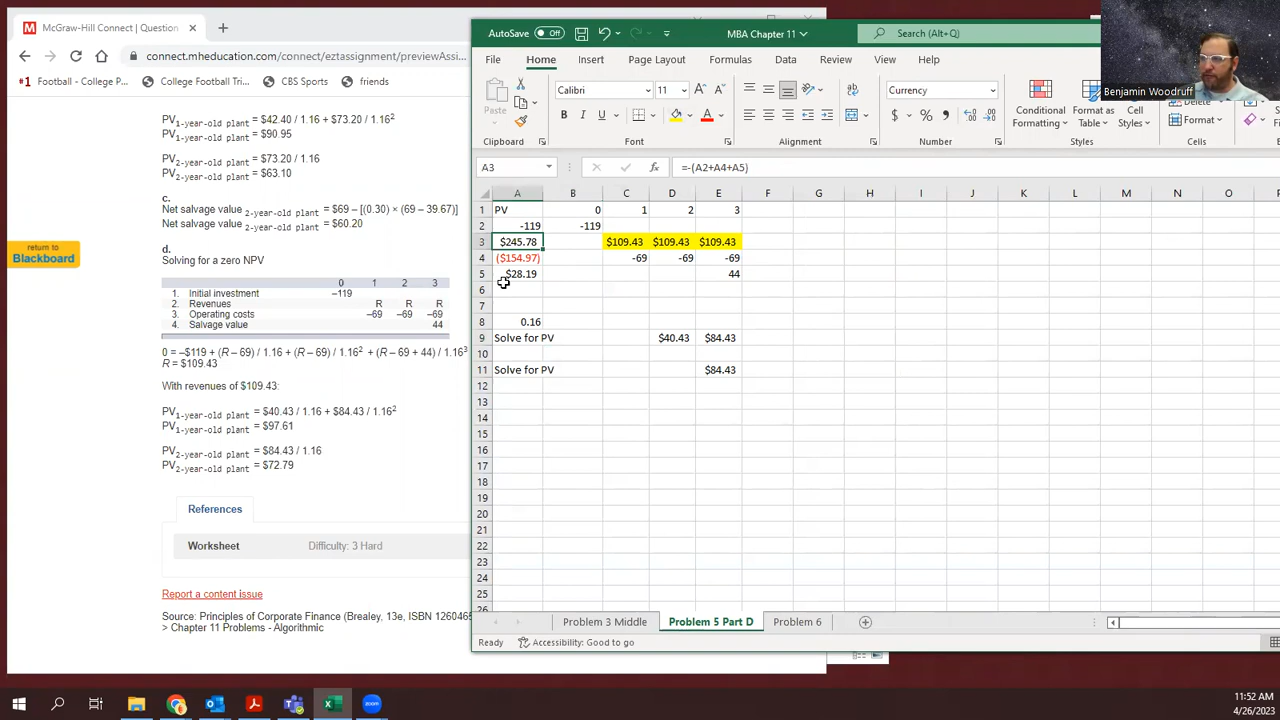 McGraw-Hill Connect | Question
connect.mheducation.com/connect/eztassignment/previewAssi...
#1 Football - College P...
College Football Tri...
CBS Sports
friends
PV1-year-old plant = $42.40 / 1.16 + $73.20 / 1.16²
PV1-year-old plant = $90.95
PV2-year-old plant = $73.20 / 1.16
PV2-year-old plant = $63.10
c.
Net salvage value 2-year-old plant = $69 – [(0.30) × (69 – 39.67)]
Net salvage value 2-year-old plant = $60.20
return to
Blackboard
d.
Solving for a zero NPV
0 1 2 3
1. Initial investment –119
2. Revenues R R R
3. Operating costs –69 –69 –69
4. Salvage value 44
0 = –$119 + (R – 69) / 1.16 + (R – 69) / 1.16² + (R – 69 + 44) / 1.16³
R = $109.43
With revenues of $109.43:
PV1-year-old plant = $40.43 / 1.16 + $84.43 / 1.16²
PV1-year-old plant = $97.61
PV2-year-old plant = $84.43 / 1.16
PV2-year-old plant = $72.79
References
Worksheet Difficulty: 3 Hard
Report a content issue
Source: Principles of Corporate Finance (Brealey, 13e, ISBN 1260465
> Chapter 11 Problems - Algorithmic
AutoSave Off
MBA Chapter 11
Search (Alt+Q)
Benjamin Woodruff
File Home Insert Page Layout Formulas Data Review View Help
Calibri 11
Currency
Conditional Formatting
Format as Table
Cell Styles
Delete
Format
Clipboard Font Alignment Number Styles
A3 =-(A2+A4+A5)
A B C D E F G H I J K L M N O
1 PV 0 1 2 3
2 -119 -119
3 $245.78 $109.43 $109.43 $109.43
4 ($154.97) -69 -69 -69
5 $28.19 44
6
7
8 0.16
9 Solve for PV $40.43 $84.43
10
11 Solve for PV $84.43
12
13
14
15
16
17
18
19
20
21
22
23
24
25
26
Problem 3 Middle Problem 5 Part D Problem 6
Ready Accessibility: Good to go
11:52 AM
4/26/2023